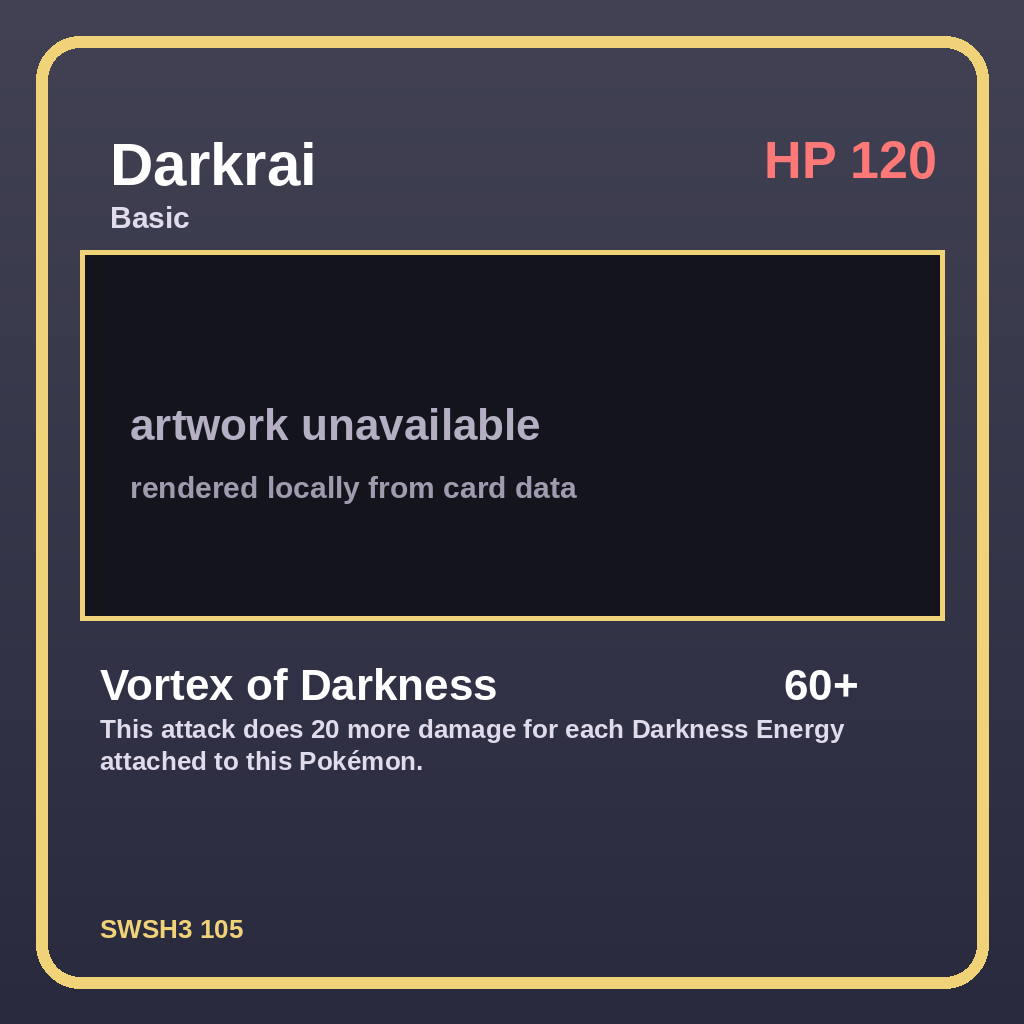 Darkrai
HP 120
Basic
artwork unavailable
rendered locally from card data
Vortex of Darkness
60+
This attack does 20 more damage for each Darkness Energy
attached to this Pokémon.
SWSH3 105